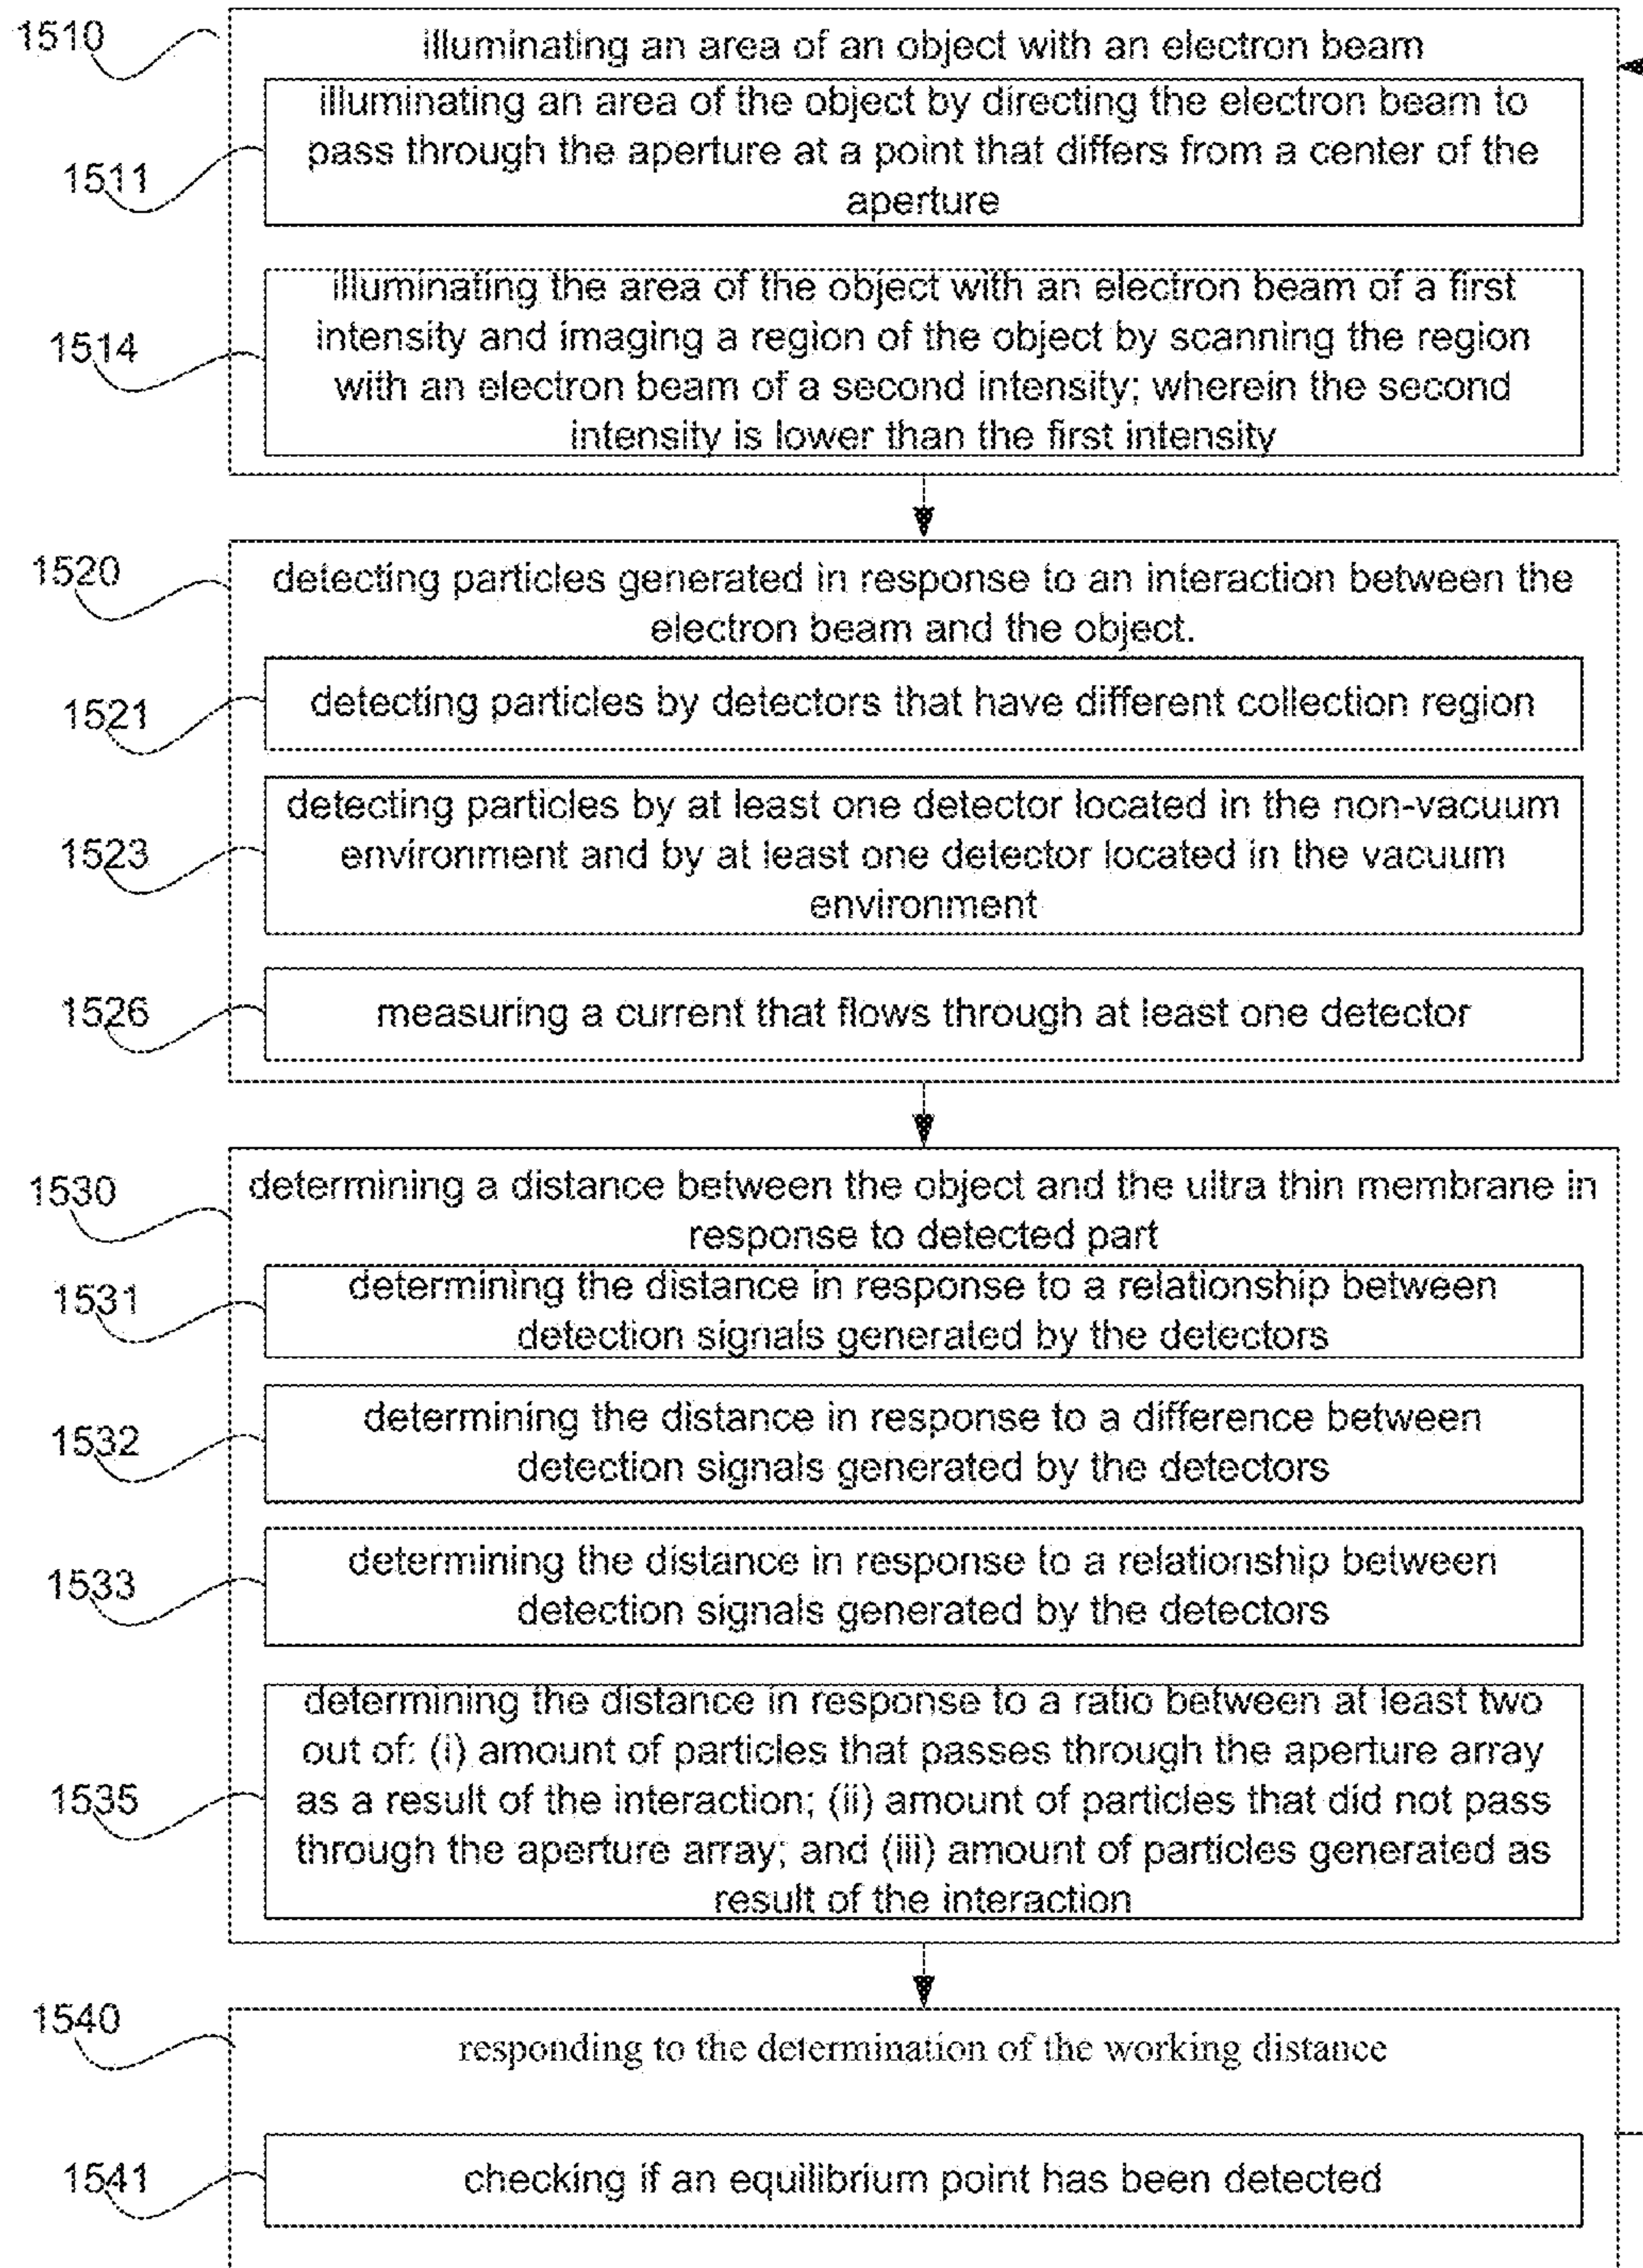 1510
illuminating an area of an object with an electron beam
illuminating an area of the object by directing the electron beam to
pass through the aperture at a point that differs from a center of the
aperture
1511
illuminating the area of the object with an electron beam of a first
intensity and imaging a region of the object by scanning the region
with an electron beam of a second intensity; wherein the second
intensity is lower than the first intensity
1514
1520
detecting particles generated in response to an interaction between the
electron beam and the object.
1521
detecting particles by detectors that have different collection region
detecting particles by at least one detector located in the non-vacuum
environment and by at least one detector located in the vacuum
environment
1523
1526
measuring a current that flows through at least one detector
1530
determining a distance between the object and the ultra thin membrane in
response to detected part
1531
determining the distance in response to a relationship between
detection signals generated by the detectors
1532
determining the distance in response to a difference between
detection signals generated by the detectors
1533
determining the distance in response to a relationship between
detection signals generated by the detectors
determining the distance in response to a ratio between at least two
out of: (i) amount of particles that passes through the aperture array
as a result of the interaction; (ii) amount of particles that did not pass
through the aperture array; and (iii) amount of particles generated as
result of the interaction
1535
1540
responding to the determination of the working distance
1541
checking if an equilibrium point has been detected